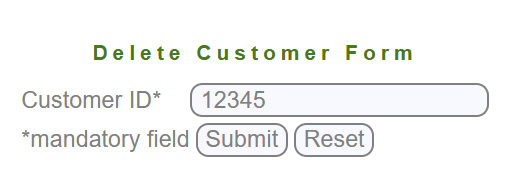 Delete Customer Form
Customer ID* 12345
*mandatory field Submit Reset